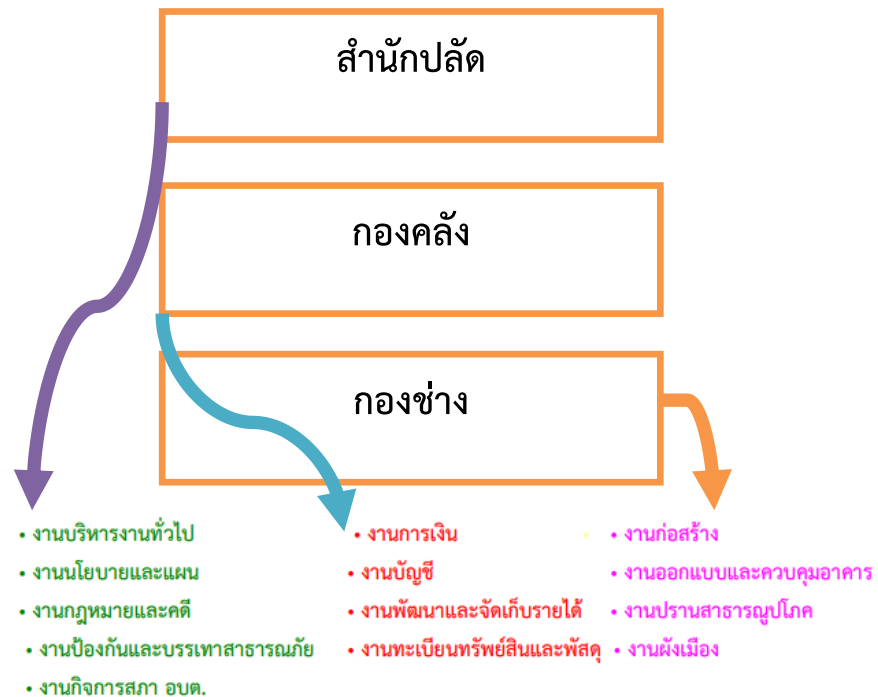 สำนักปลัด
กองคลัง
กองช่าง
• งานบริหารงานทั่วไป
• งานนโยบายและแผน
• งานกฎหมายและคดี
• งานป้องกันและบรรเทาสาธารณภัย
• งานกิจการสภา อบต.
• งานการเงิน
• งานบัญชี
• งานพัฒนาและจัดเก็บรายได้
• งานทะเบียนทรัพย์สินและพัสดุ
• งานก่อสร้าง
• งานออกแบบและควบคุมอาคาร
• งานปรานสาธารณูปโภค
• งานผังเมือง